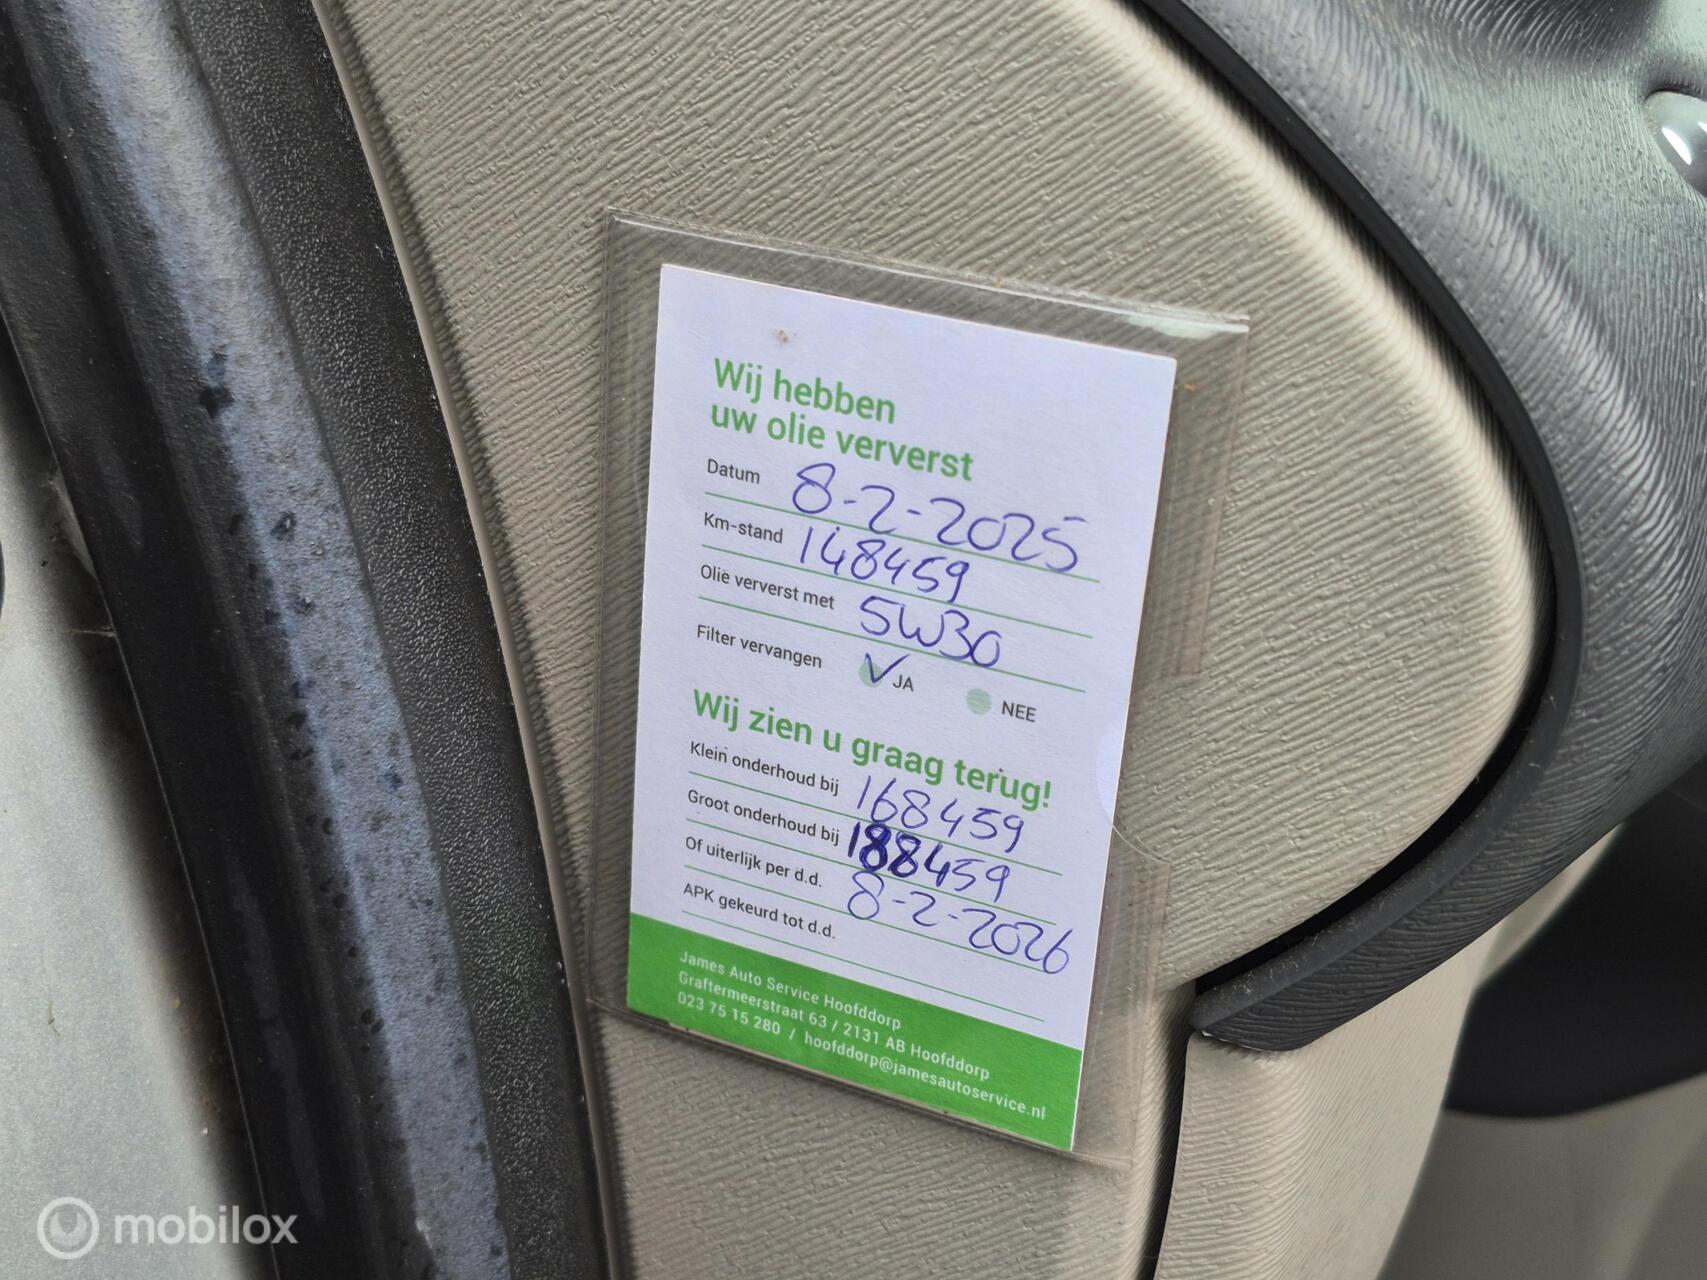 Wij hebben
uw olie ververst
Datum 8-2-2025
Km-stand 148459
Olie ververst met 5W30
Filter vervangen JA NEE
Wij zien u graag terug!
Klein onderhoud bij 168459
Groot onderhoud bij 188459
Of uiterlijk per d.d. 8-2-2026
APK gekeurd tot d.d.
James Auto Service Hoofddorp
Graftermeerstraat 63 / 2131 AB Hoofddorp
023 75 15 280 / hoofddorp@jamesautoservice.nl
mobilox